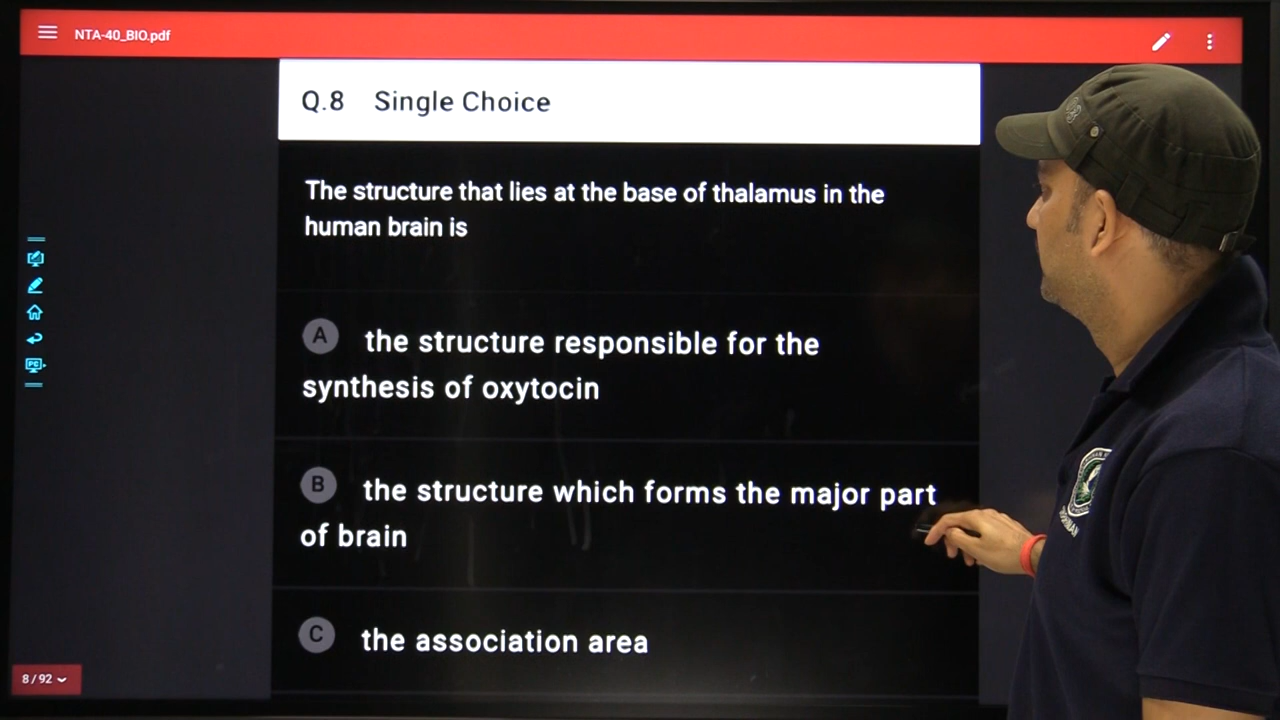 NTA-40_BIO.pdf
Q.8 Single Choice
The structure that lies at the base of thalamus in the
human brain is
A the structure responsible for the
synthesis of oxytocin
B the structure which forms the major part
of brain
C the association area
PC
8 / 92